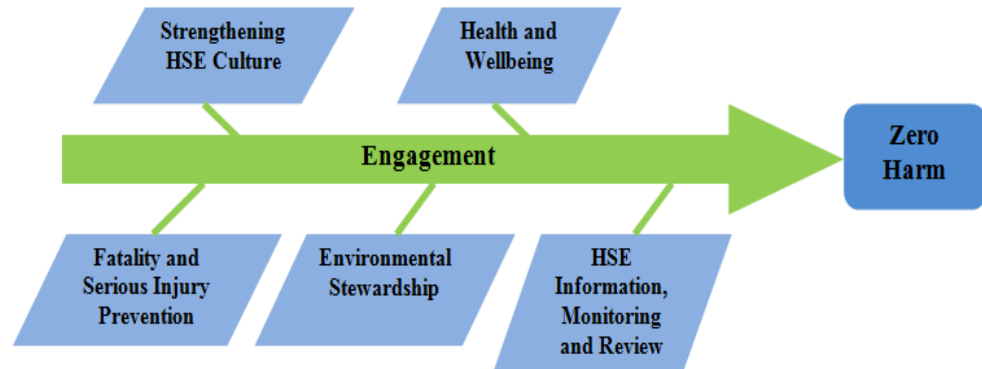 Strengthening
HSE Culture
Health and
Wellbeing
Engagement
Zero
Harm
Fatality and
Serious Injury
Prevention
Environmental
Stewardship
HSE
Information,
Monitoring
and Review